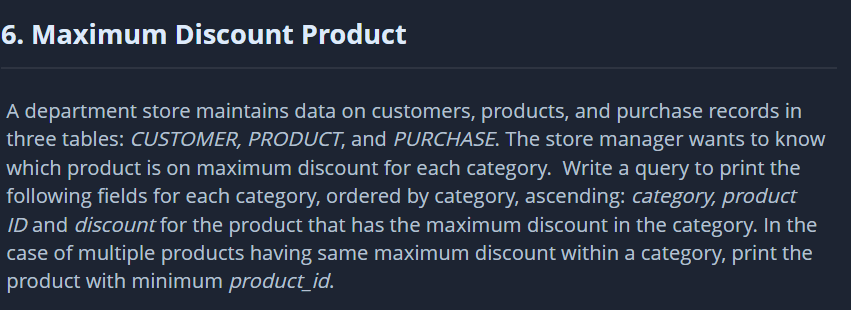 6. Maximum Discount Product
A department store maintains data on customers, products, and purchase records in
three tables: CUSTOMER, PRODUCT, and PURCHASE. The store manager wants to know
which product is on maximum discount for each category.  Write a query to print the
following fields for each category, ordered by category, ascending: category, product
ID and discount for the product that has the maximum discount in the category. In the
case of multiple products having same maximum discount within a category, print the
product with minimum product_id.